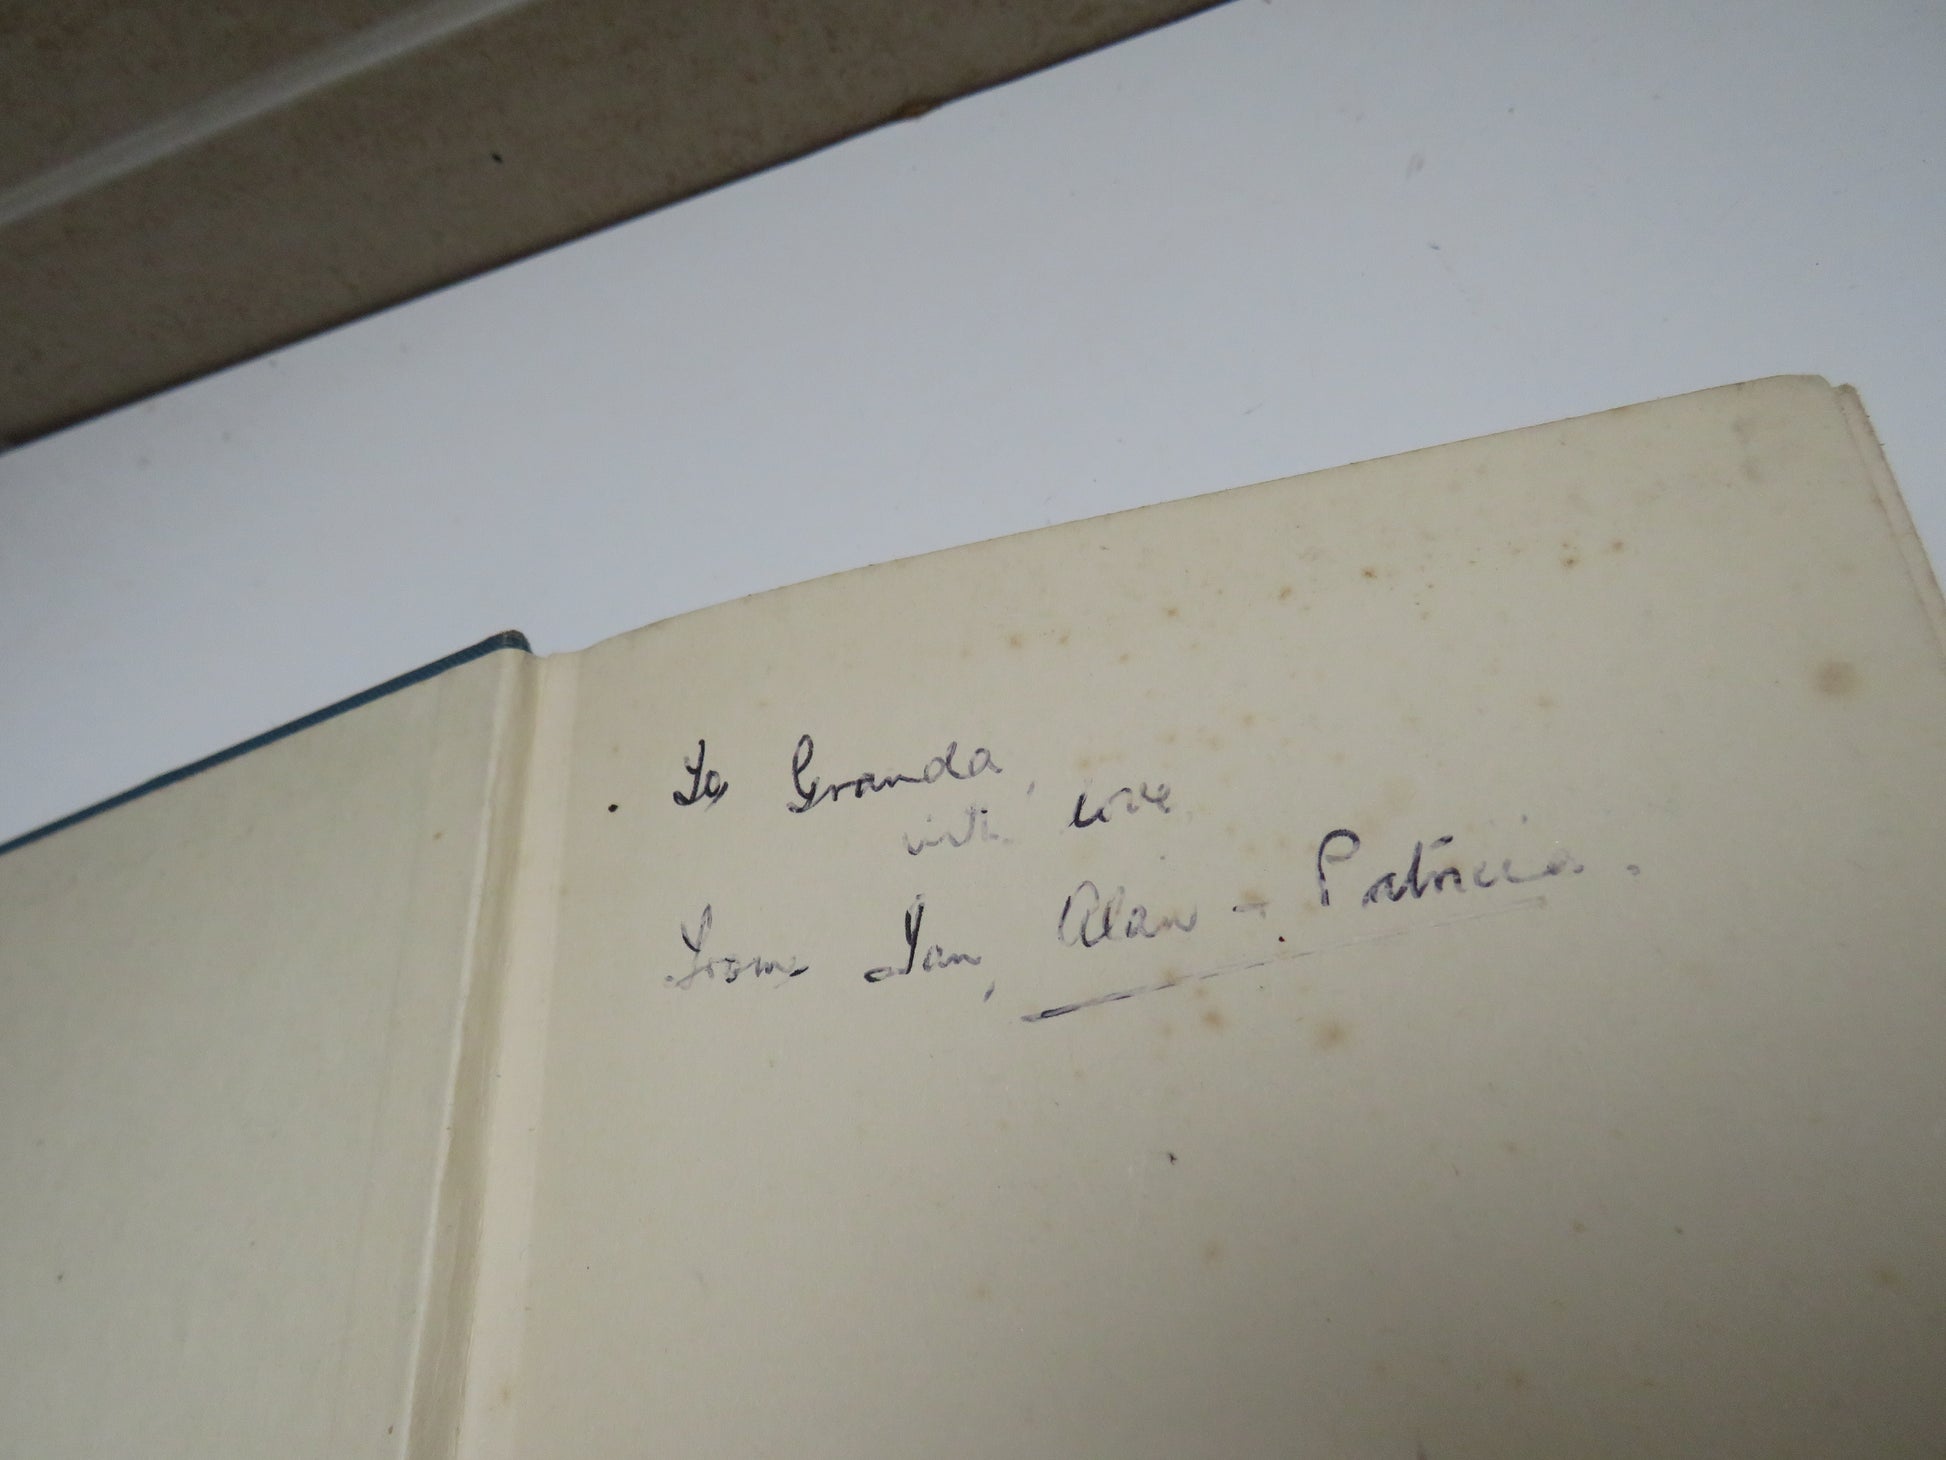 To Granda,
with love
From Ian, Alan + Patricia.